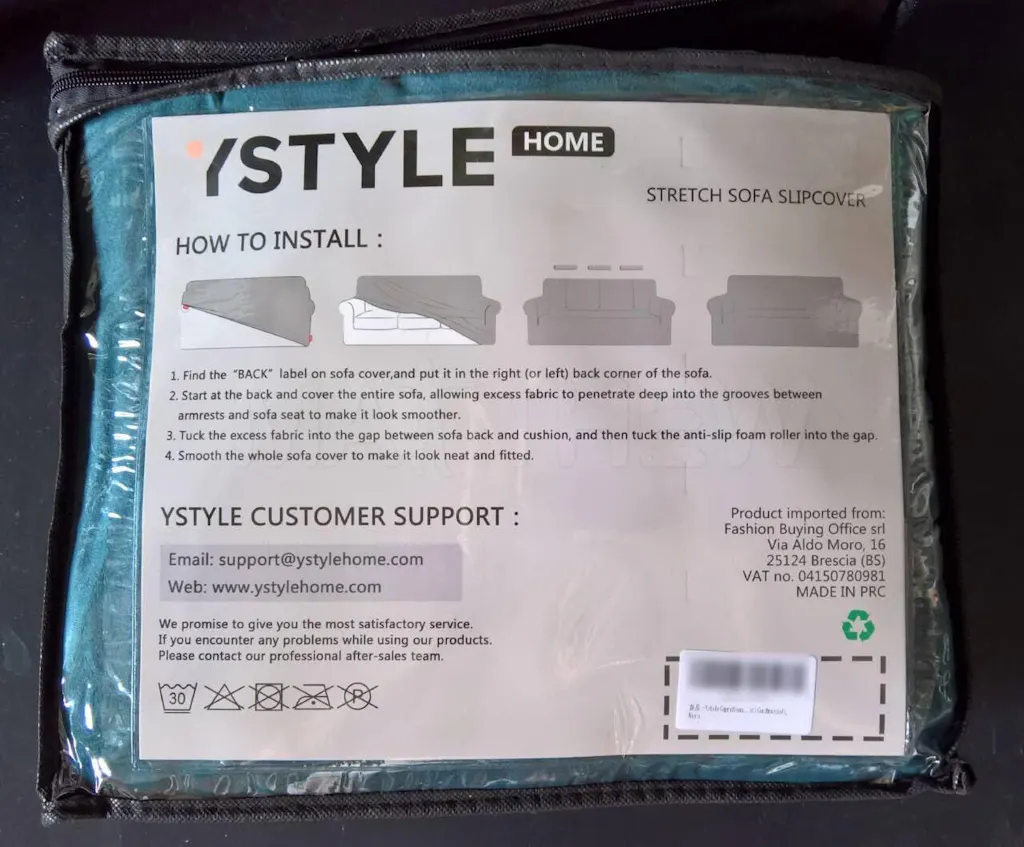 YSTYLE HOME
STRETCH SOFA SLIPCOVER
HOW TO INSTALL :
1. Find the “BACK” label on sofa cover,and put it in the right (or left) back corner of the sofa.
2. Start at the back and cover the entire sofa, allowing excess fabric to penetrate deep into the grooves between
armrests and sofa seat to make it look smoother.
3. Tuck the excess fabric into the gap between sofa back and cushion, and then tuck the anti-slip foam roller into the gap.
4. Smooth the whole sofa cover to make it look neat and fitted.
YSTYLE CUSTOMER SUPPORT :
Email: support@ystylehome.com
Web: www.ystylehome.com
We promise to give you the most satisfactory service.
If you encounter any problems while using our products.
Please contact our professional after-sales team.
30
P
Product imported from:
Fashion Buying Office srl
Via Aldo Moro, 16
25124 Brescia (BS)
VAT no. 04150780981
MADE IN PRC